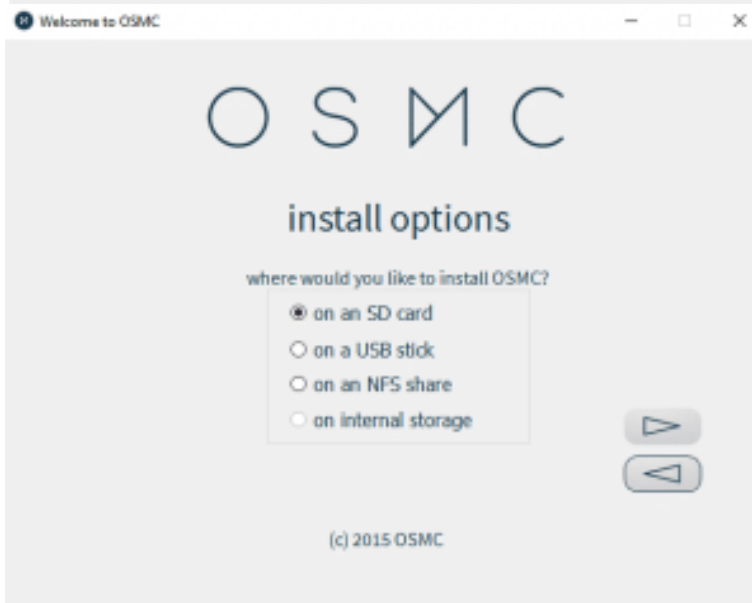 Welcome to OSMC
OSMC
install options
where would you like to install OSMC?
on an SD card
on a USB stick
on an NFS share
on internal storage
(c) 2015 OSMC